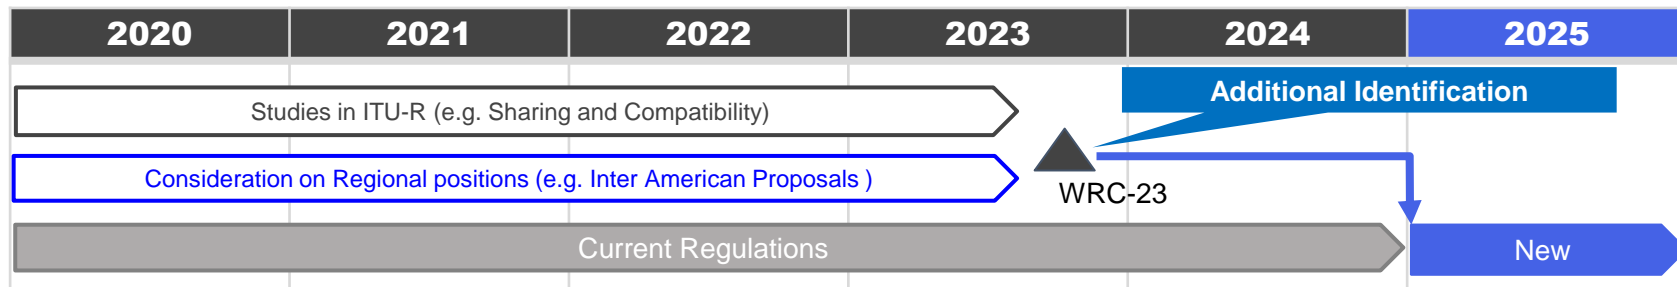 2020 2021 2022 2023 2024 2025
Additional Identification
Studies in ITU-R (e.g. Sharing and Compatibility)
Consideration on Regional positions (e.g. Inter American Proposals )
WRC-23
Current Regulations
New